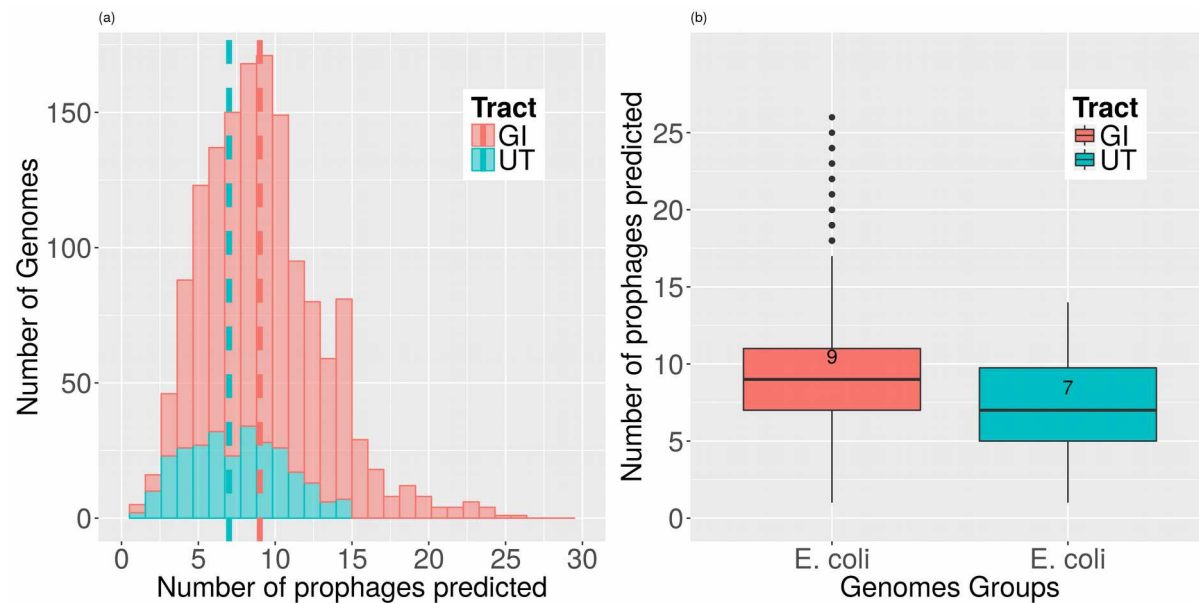 (a)
Number of Genomes
150
100
50
0
0 5 10 15 20 25 30
Number of prophages predicted
Tract
GI
UT
(b)
Number of prophages predicted
25
20
15
10
5
0
9
7
E. coli E. coli
Genomes Groups
Tract
GI
UT